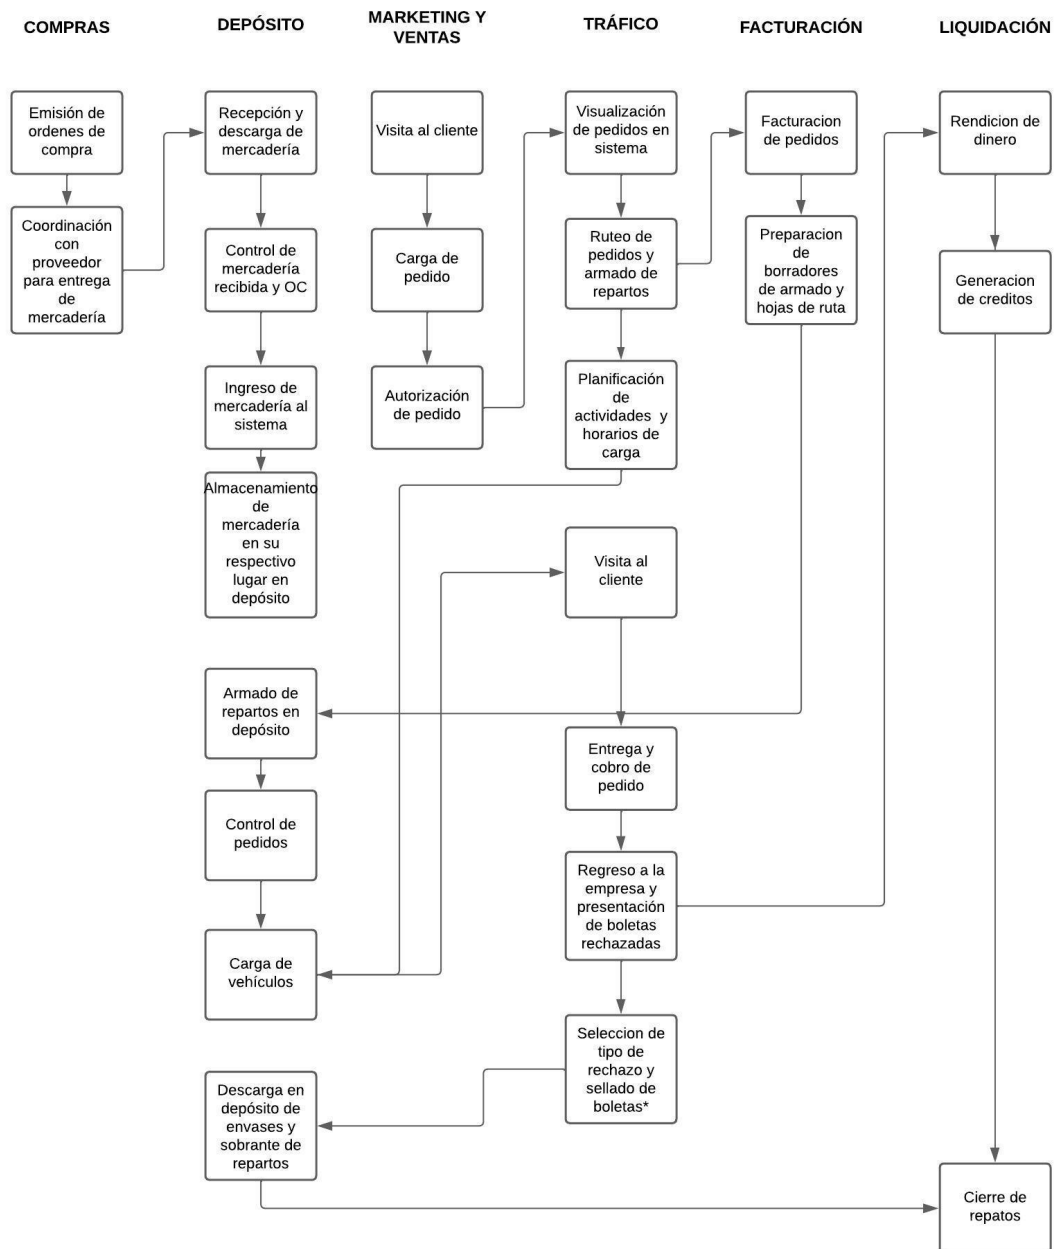 COMPRAS
DEPÓSITO
MARKETING Y
VENTAS
TRÁFICO
FACTURACIÓN
LIQUIDACIÓN
Emisión de
ordenes de
compra
Coordinación
con
proveedor
para entrega
de
mercadería
Recepción y
descarga de
mercadería
Control de
mercadería
recibida y OC
Ingreso de
mercadería al
sistema
Almacenamiento
de
mercadería
en su
respectivo
lugar en
depósito
Armado de
repartos en
depósito
Control de
pedidos
Carga de
vehículos
Descarga en
depósito de
envases y
sobrante de
repartos
Visita al cliente
Carga de
pedido
Autorización
de pedido
Visualización
de pedidos en
sistema
Ruteo de
pedidos y
armado de
repartos
Planificación
de
actividades y
horarios de
carga
Visita al
cliente
Entrega y
cobro de
pedido
Regreso a la
empresa y
presentación
de boletas
rechazadas
Seleccion de
tipo de
rechazo y
sellado de
boletas*
Facturacion
de pedidos
Preparacion
de
borradores
de armado y
hojas de ruta
Rendicion de
dinero
Generacion
de creditos
Cierre de
repatos